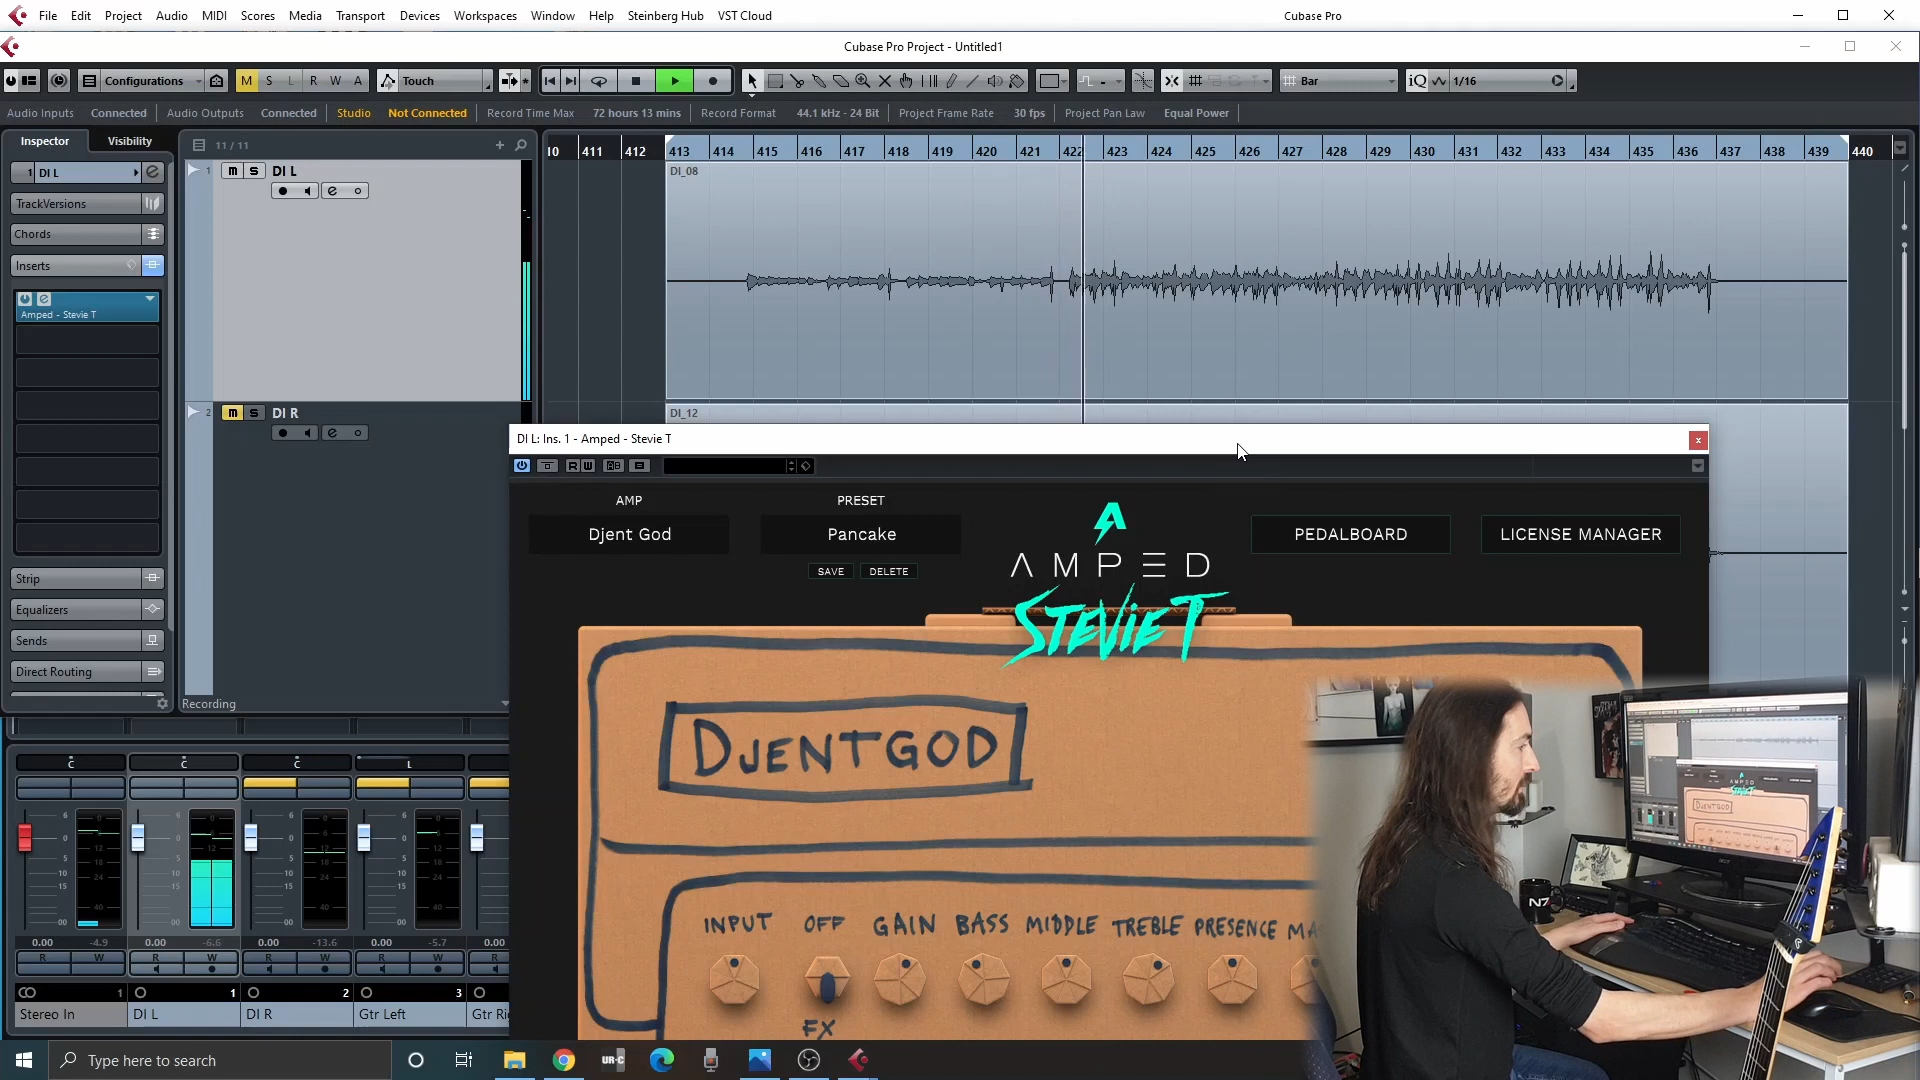 File Edit Project Audio MIDI Scores Media Transport Devices Workspaces Window Help Steinberg Hub VST Cloud Cubase Pro
Cubase Pro Project - Untitled1
Configurations M S L R W A Touch Bar iQ 1/16
Audio Inputs Connected Audio Outputs Connected Studio Not Connected Record Time Max 72 hours 13 mins Record Format 44.1 kHz - 24 Bit Project Frame Rate 30 fps Project Pan Law Equal Power
Inspector Visibility 11 / 11
10 411 412 413 414 415 416 417 418 419 420 421 422 423 424 425 426 427 428 429 430 431 432 433 434 435 436 437 438 439 440
1 DI L
1 m S DI L
DI_08
TrackVersions
Chords
Inserts
Amped - Stevie T
2 m S DI R
DI_12
DI L: Ins. 1 - Amped - Stevie T
R W
AMP PRESET
Djent God Pancake PEDALBOARD LICENSE MANAGER
SAVE DELETE
AMPED
STEVIE T
Strip
Equalizers
Sends
Direct Routing
Recording
DJENTGOD
C C C L
INPUT OFF GAIN BASS MIDDLE TREBLE PRESENCE
FX
0.00 -4.9 0.00 -6.6 0.00 -13.6 0.00 -5.7 0.00
R W R W R W R W R
1 1 2 3
Stereo In DI L DI R Gtr Left
N7
acer
Type here to search
UR-C